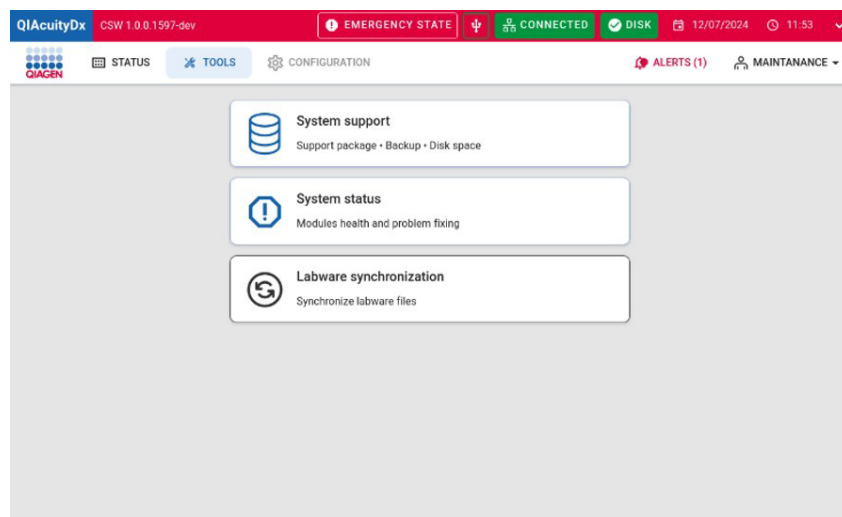 QIAcuityDx CSW 1.0.0.1597-dev EMERGENCY STATE CONNECTED DISK 12/07/2024 11:53
QIAGEN STATUS TOOLS CONFIGURATION ALERTS (1) MAINTANANCE
System support
Support package • Backup • Disk space
System status
Modules health and problem fixing
Labware synchronization
Synchronize labware files